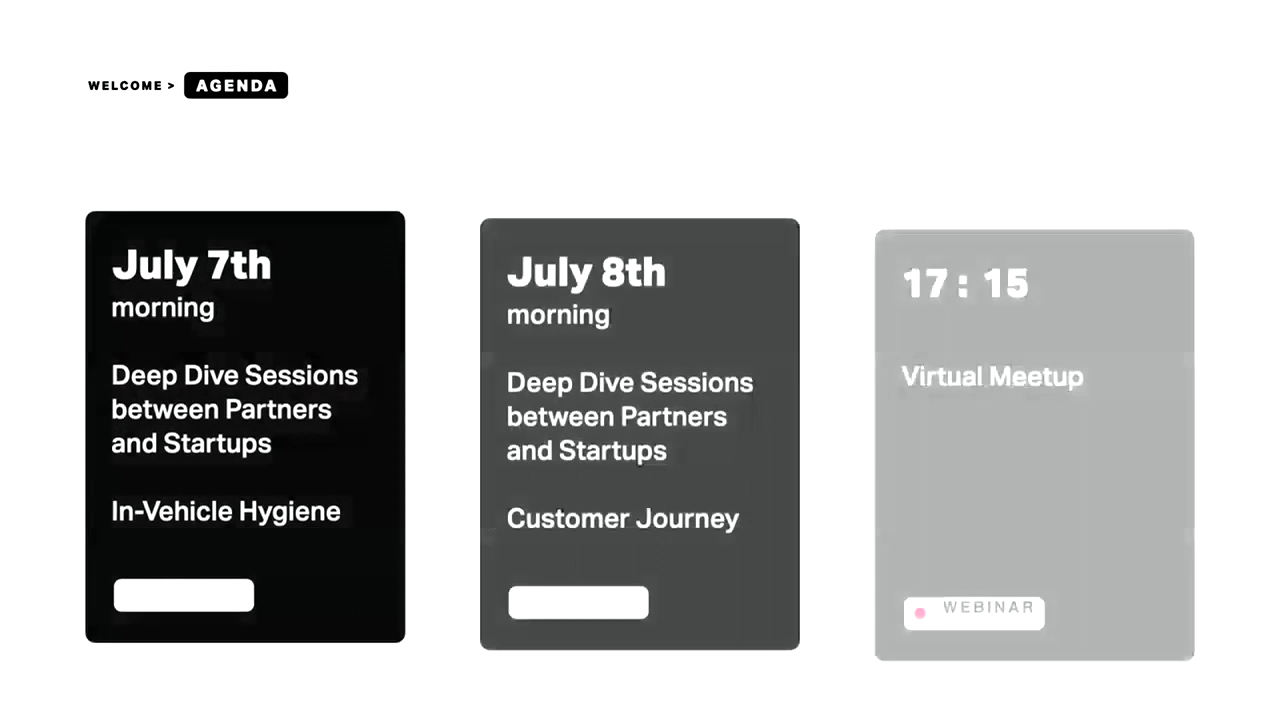 WELCOME > AGENDA
July 7th
morning
Deep Dive Sessions
between Partners
and Startups
In-Vehicle Hygiene
July 8th
morning
Deep Dive Sessions
between Partners
and Startups
Customer Journey
17 : 15
Virtual Meetup
WEBINAR